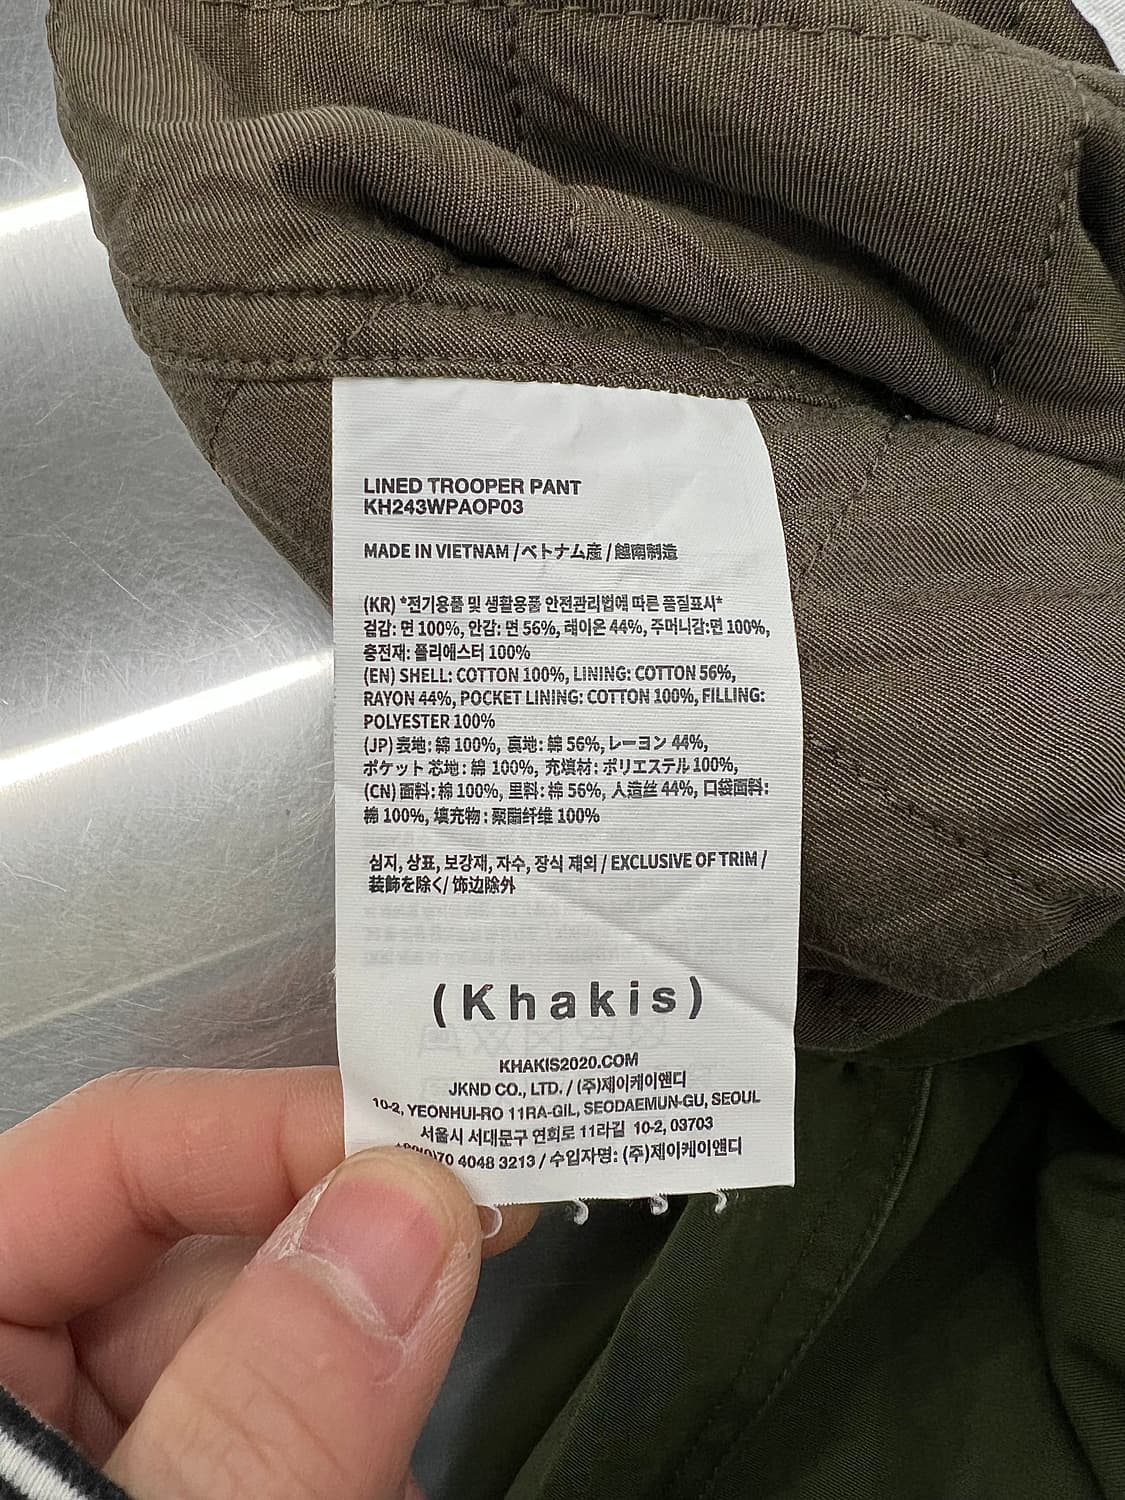 LINED TROOPER PANT
KH243WPAOP03
MADE IN VIETNAM / ベトナム産 / 越南制造
(KR) *전기용품 및 생활용품 안전관리법에 따른 품질표시*
겉감: 면 100%, 안감: 면 56%, 레이온 44%, 주머니감:면 100%,
충전재: 폴리에스터 100%
(EN) SHELL: COTTON 100%, LINING: COTTON 56%,
RAYON 44%, POCKET LINING: COTTON 100%, FILLING:
POLYESTER 100%
(JP) 表地: 綿 100%, 裏地: 綿 56%, レーヨン 44%,
ポケット 芯地: 綿 100%, 充填材: ポリエステル 100%,
(CN) 面料: 棉 100%, 里料: 棉 56%, 人造丝 44%, 口袋面料:
棉 100%, 填充物: 聚酯纤维 100%
심지, 상표, 보강재, 자수, 장식 제외 / EXCLUSIVE OF TRIM /
装飾を除く/ 饰边除外
(Khakis)
KHAKIS2020.COM
JKND CO., LTD. / (주)제이케이앤디
10-2, YEONHUI-RO 11RA-GIL, SEODAEMUN-GU, SEOUL
서울시 서대문구 연희로 11라길 10-2, 03703
70 4048 3213 / 수입자명: (주)제이케이앤디